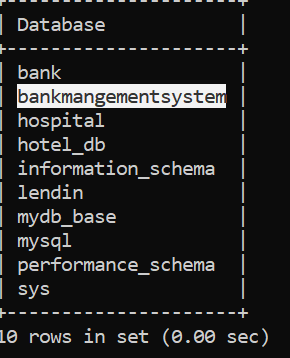 +--------------------+
| Database           |
+--------------------+
| bank               |
| bankmangementsystem |
| hospital           |
| hotel_db           |
| information_schema |
| lendin             |
| mydb_base          |
| mysql              |
| performance_schema |
| sys                |
+--------------------+
10 rows in set (0.00 sec)